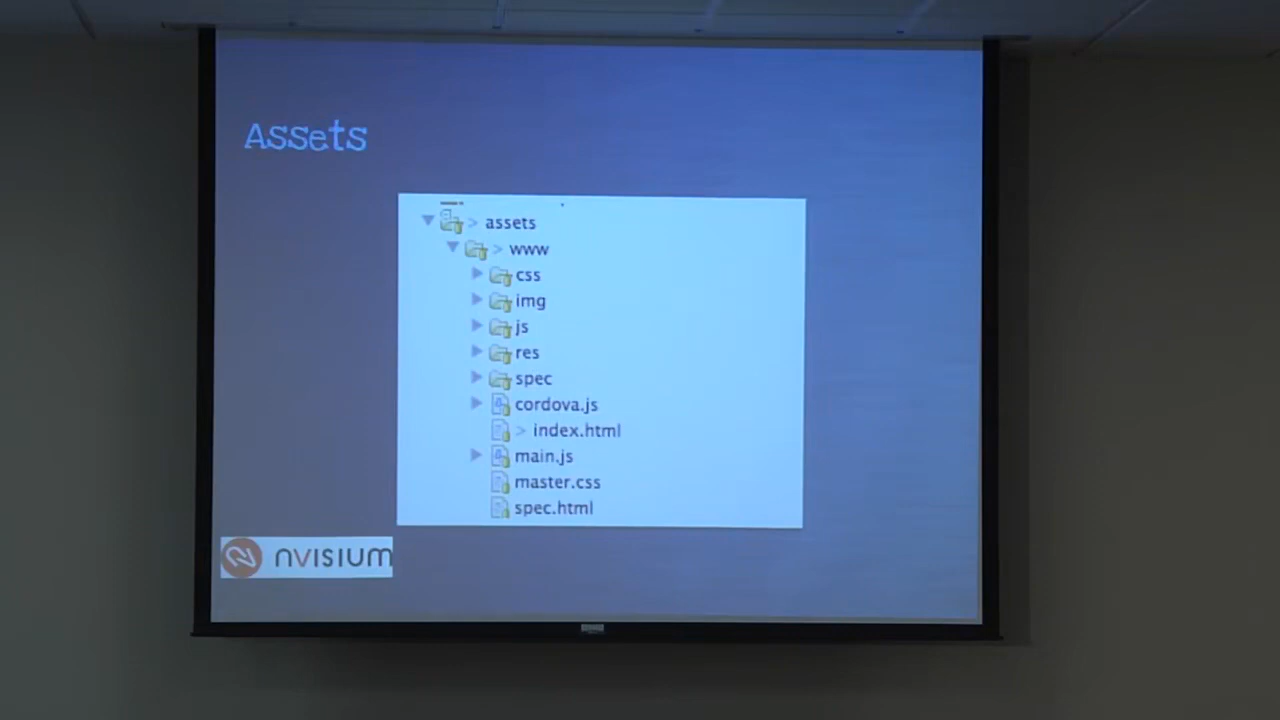 Assets
> assets
> www
css
img
js
res
spec
cordova.js
> index.html
main.js
master.css
spec.html
nVISIUM